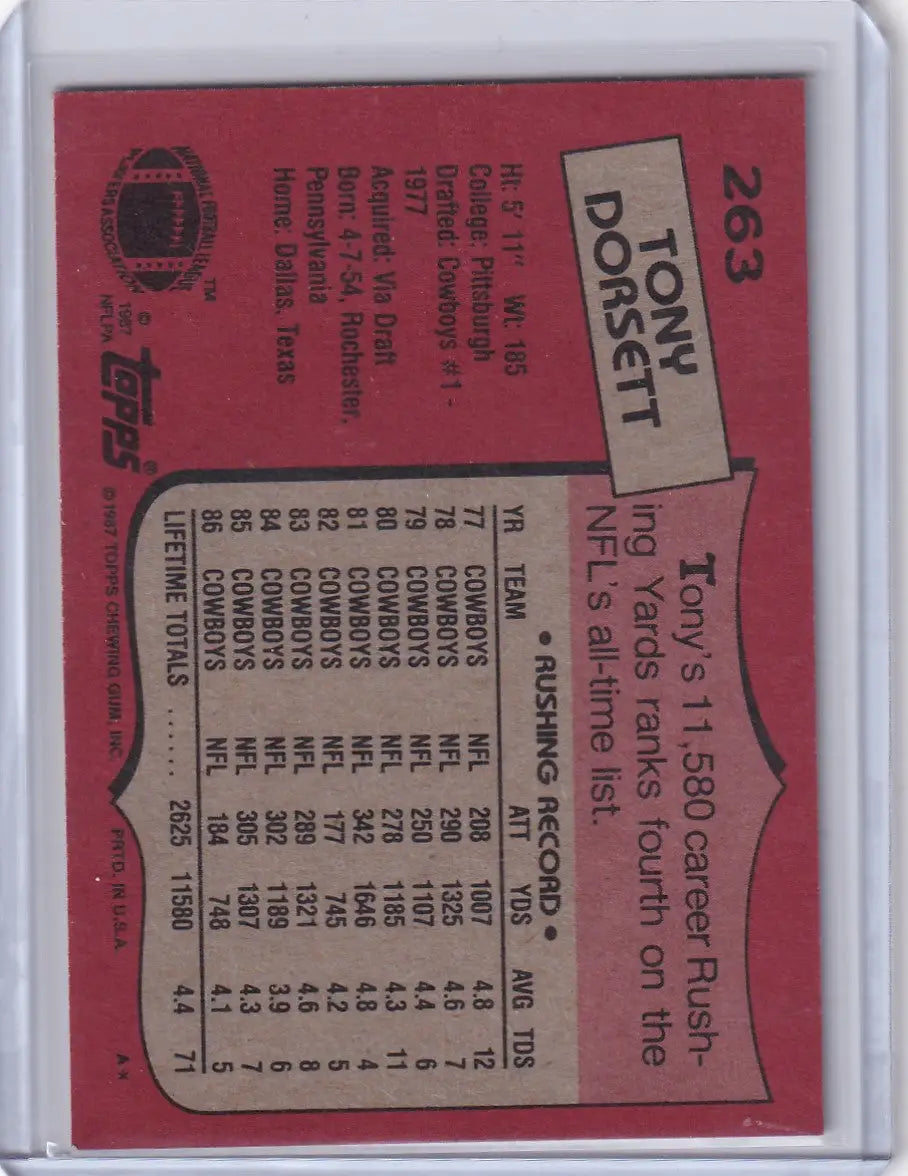 263
TONY
DORSETT
Ht: 5' 11" Wt: 185
College: Pittsburgh
Drafted: Cowboys #1-
1977
Acquired: Via Draft
Born: 4-7-54, Rochester,
Pennsylvania
Home: Dallas, Texas
NATIONAL FOOTBALL LEAGUE
PLAYERS ASSOCIATION
™
© 1987
NFLPA
topps®
Tony's 11,580 career Rush-
ing Yards ranks fourth on the
NFL's all-time list.
• RUSHING RECORD •
YR TEAM ATT YDS AVG TDS
77 COWBOYS NFL 208 1007 4.8 12
78 COWBOYS NFL 290 1325 4.6 7
79 COWBOYS NFL 250 1107 4.4 6
80 COWBOYS NFL 278 1185 4.3 11
81 COWBOYS NFL 342 1646 4.8 4
82 COWBOYS NFL 177 745 4.2 5
83 COWBOYS NFL 289 1321 4.6 8
84 COWBOYS NFL 302 1189 3.9 6
85 COWBOYS NFL 305 1307 4.3 7
86 COWBOYS NFL 184 748 4.1 5
LIFETIME TOTALS ...... 2625 11580 4.4 71
©1987 TOPPS CHEWING GUM, INC. PRTD. IN U.S.A. A*